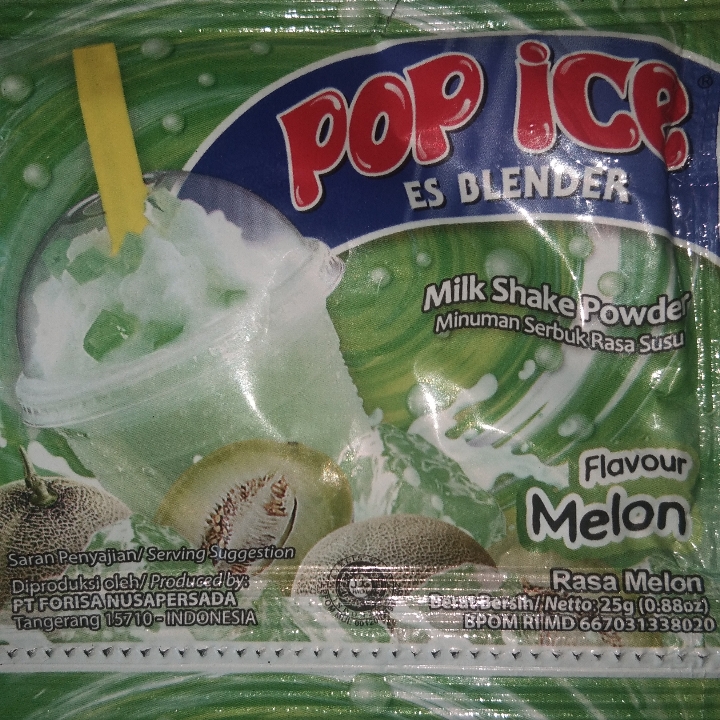 POP ICE ®
ES BLENDER
Milk Shake Powder
Minuman Serbuk Rasa Susu
Flavour
Melon
Rasa Melon
Berat Bersih/ Netto: 25g (0.88oz)
BPOM RI MD 667031338020
Saran Penyajian/ Serving Suggestion
Diproduksi oleh/ Produced by:
PT FORISA NUSAPERSADA
Tangerang 15710 - INDONESIA